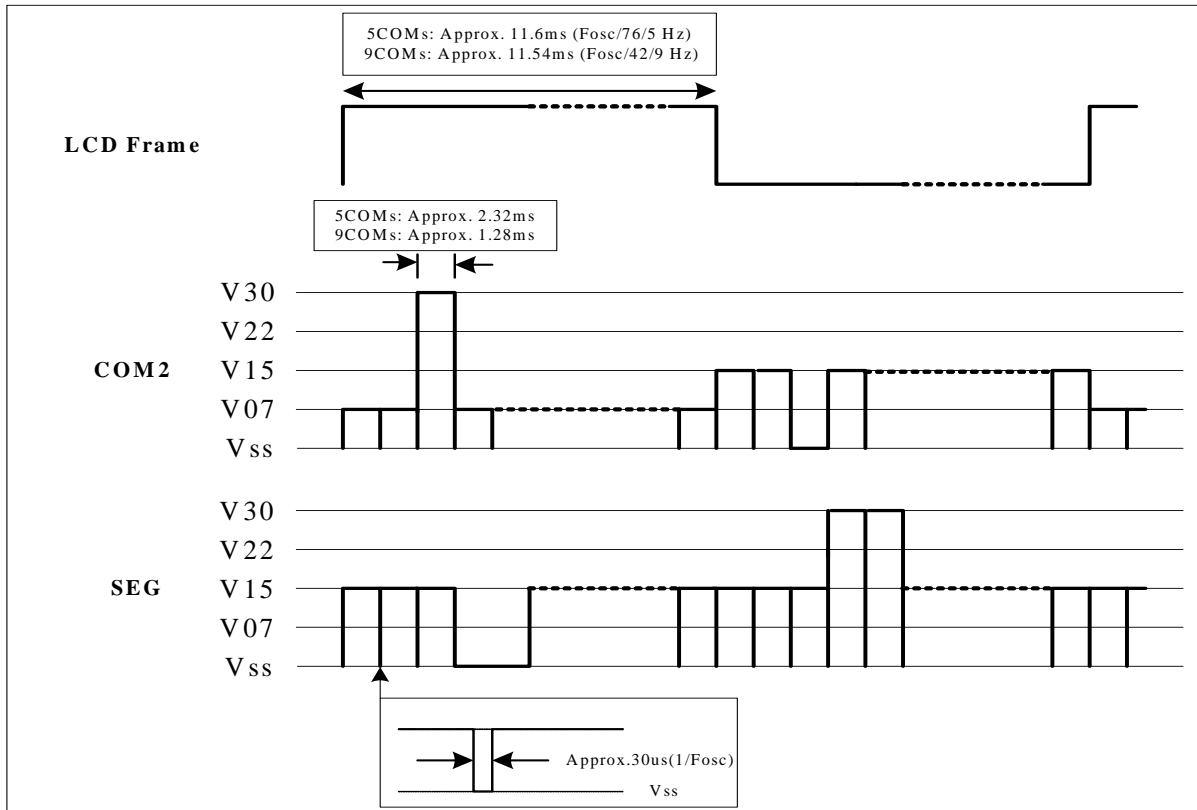 5COMs: Approx. 11.6ms (Fosc/76/5 Hz)
9COMs: Approx. 11.54ms (Fosc/42/9 Hz)
LCD Frame
5COMs: Approx. 2.32ms
9COMs: Approx. 1.28ms
V30
V22
COM2
V15
V07
Vss
V30
V22
SEG
V15
V07
Vss
Approx.30us(1/Fosc)
Vss